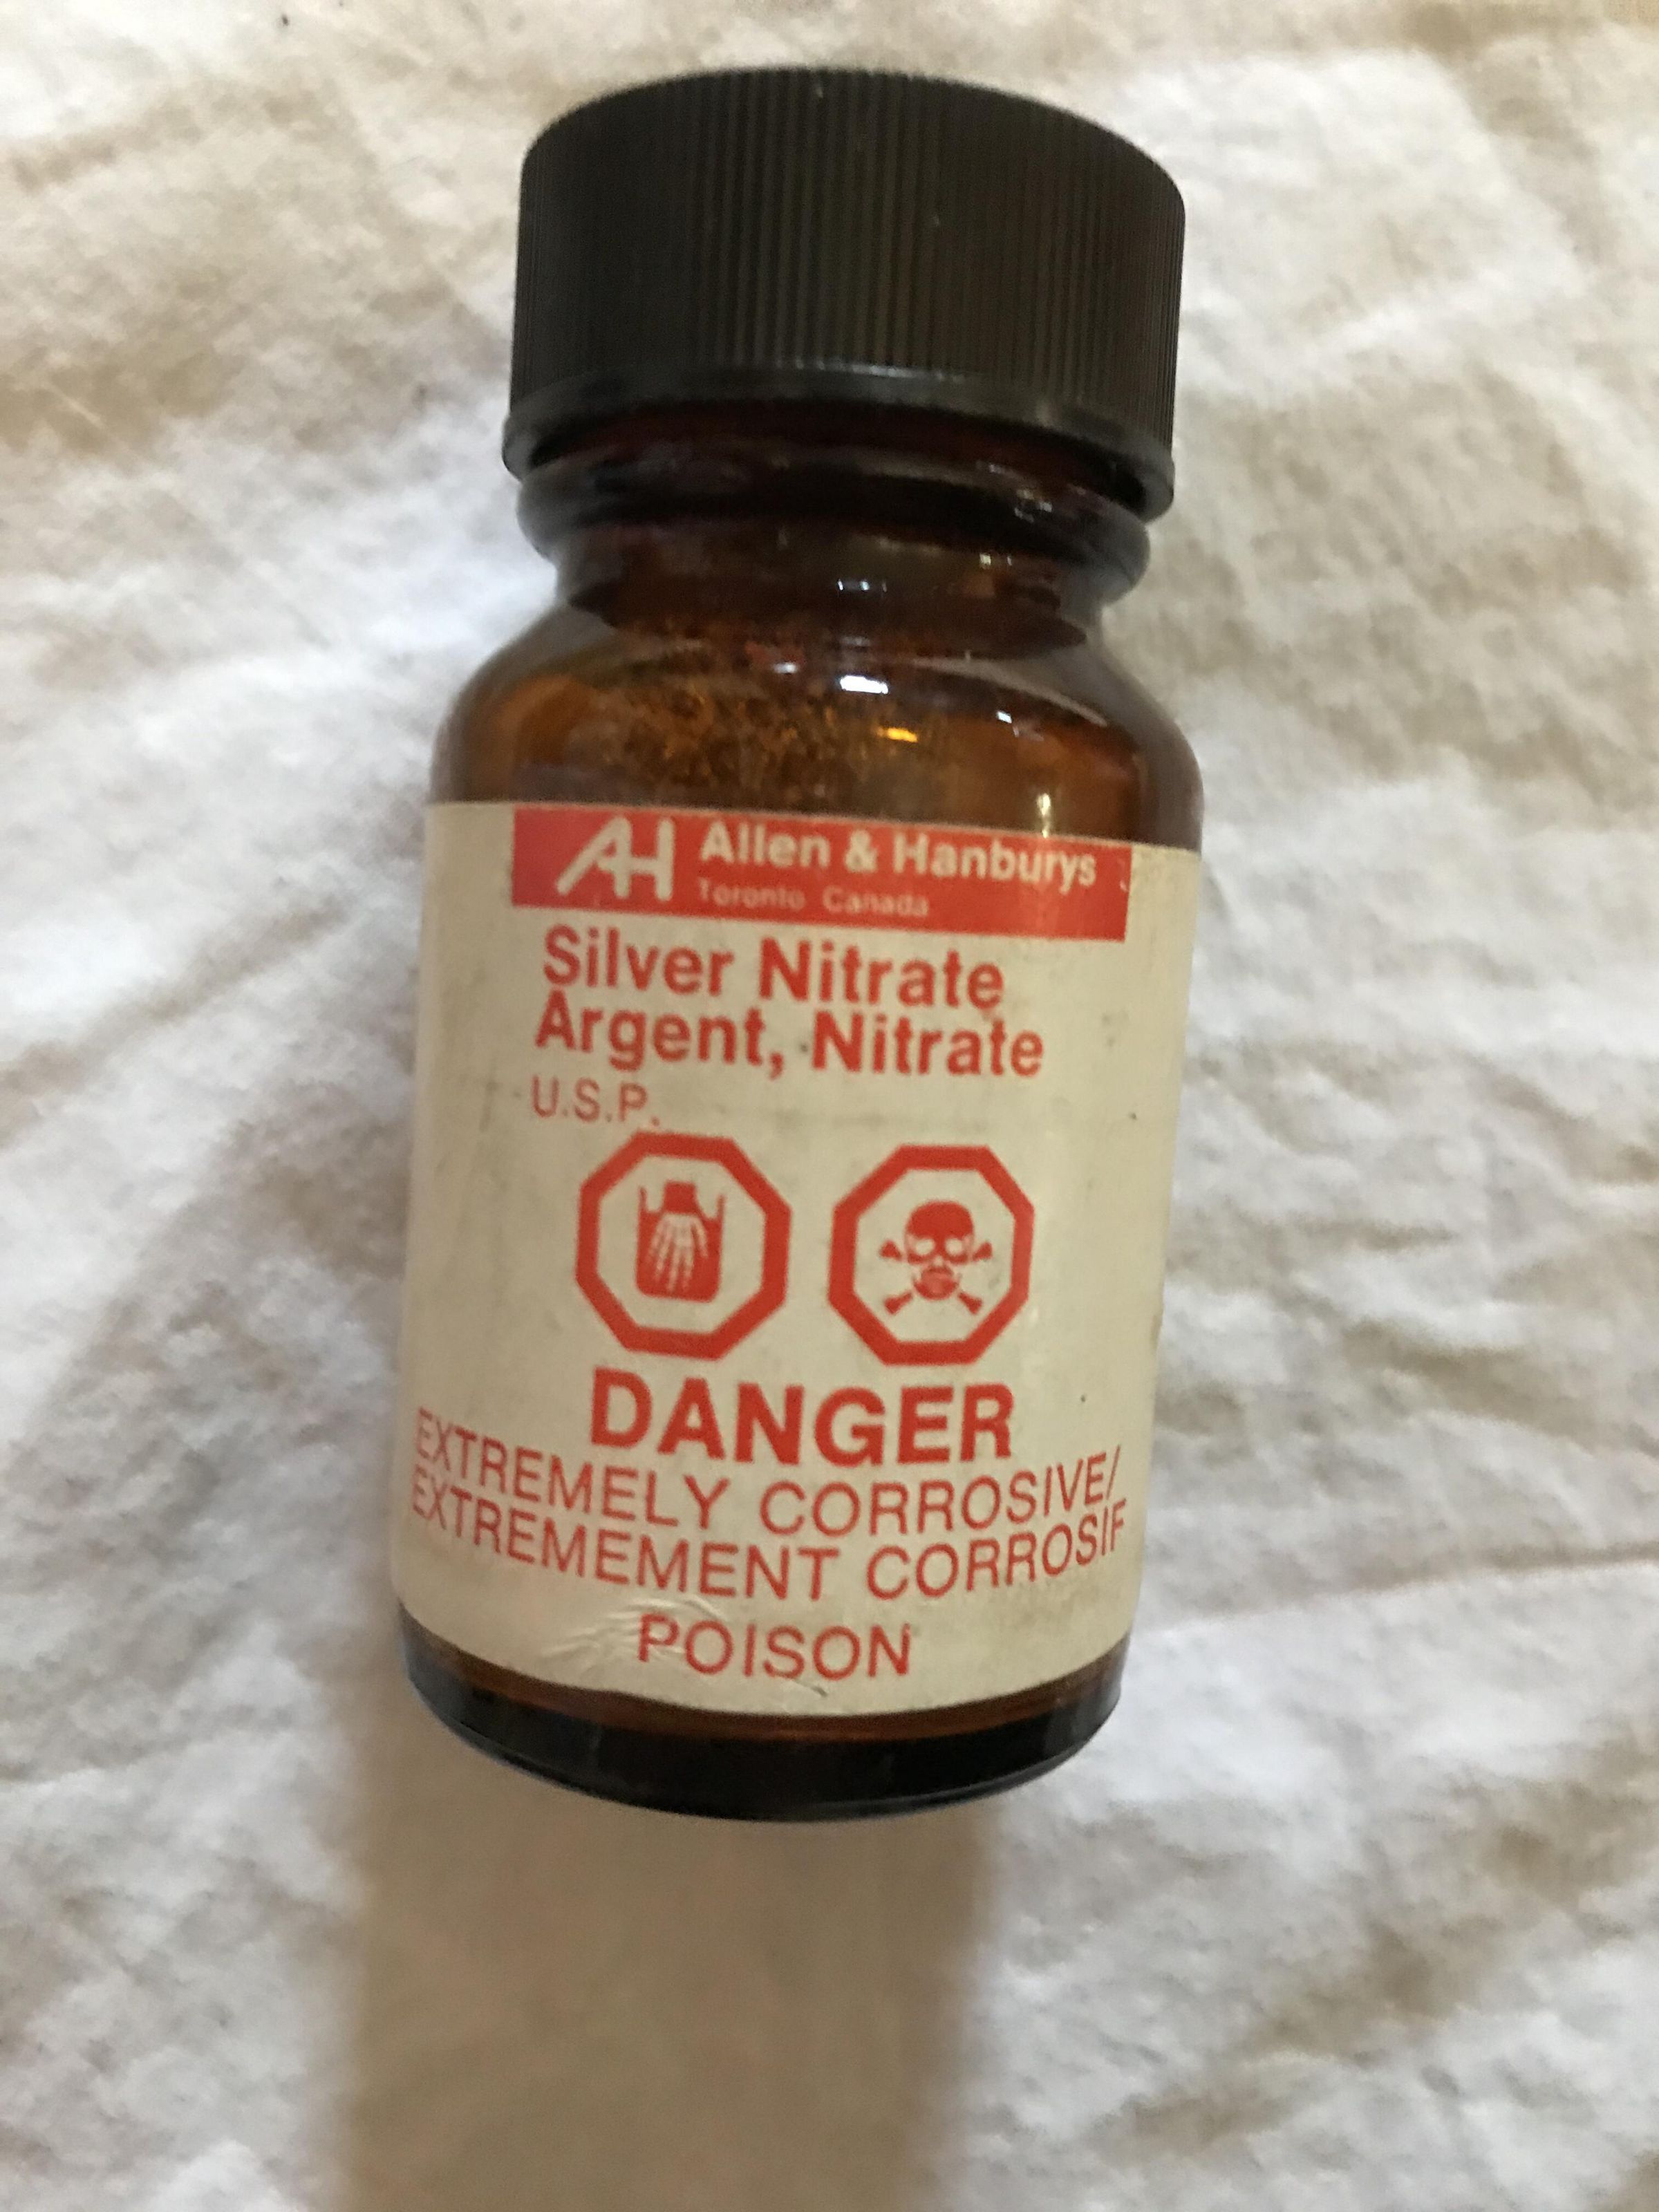 AH Allen & Hanburys
Toronto Canada
Silver Nitrate
Argent, Nitrate
U.S.P.
DANGER
EXTREMELY CORROSIVE/
EXTREMEMENT CORROSIF
POISON